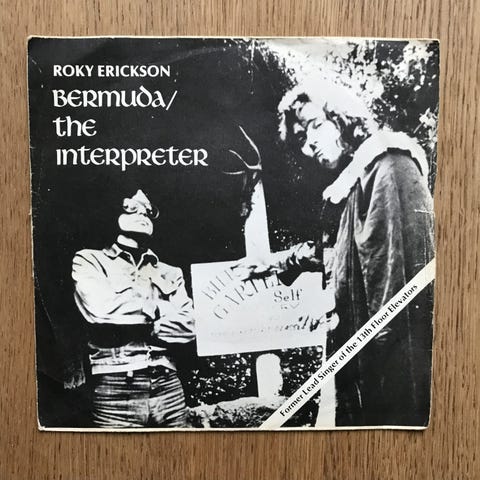 ROKY ERICKSON
Bermuda/
the
interpreter
Self
Former Lead Singer of the 13th Floor Elevators